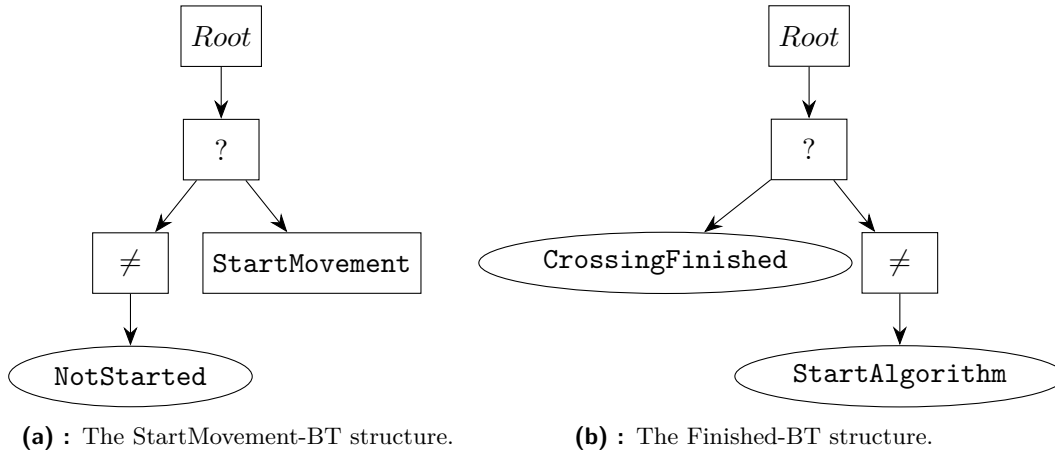 Root
?
≠
StartMovement
NotStarted
(a) : The StartMovement-BT structure.
Root
?
CrossingFinished
≠
StartAlgorithm
(b) : The Finished-BT structure.